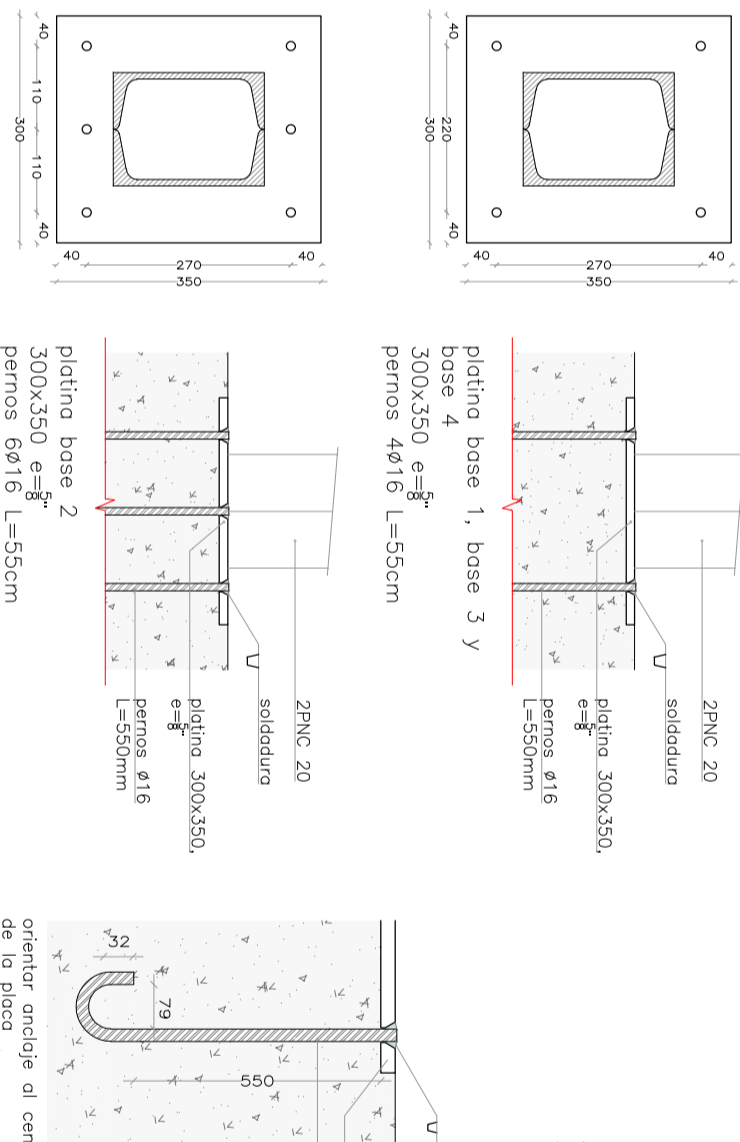 40
220
40
300
40
270
350
2PNC 20
soldadura
platina 300x350,
e=5/8"
pernos ø16
L=550mm
platina base 1, base 3 y
base 4
300x350 e=5/8"
pernos 4ø16 L=55cm
40
110
110
40
300
40
270
350
2PNC 20
soldadura
platina 300x350,
e=5/8"
pernos ø16
L=550mm
platina base 2
300x350 e=5/8"
pernos 6ø16 L=55cm
550
79
32
orientar anclaje al cen
de la placa